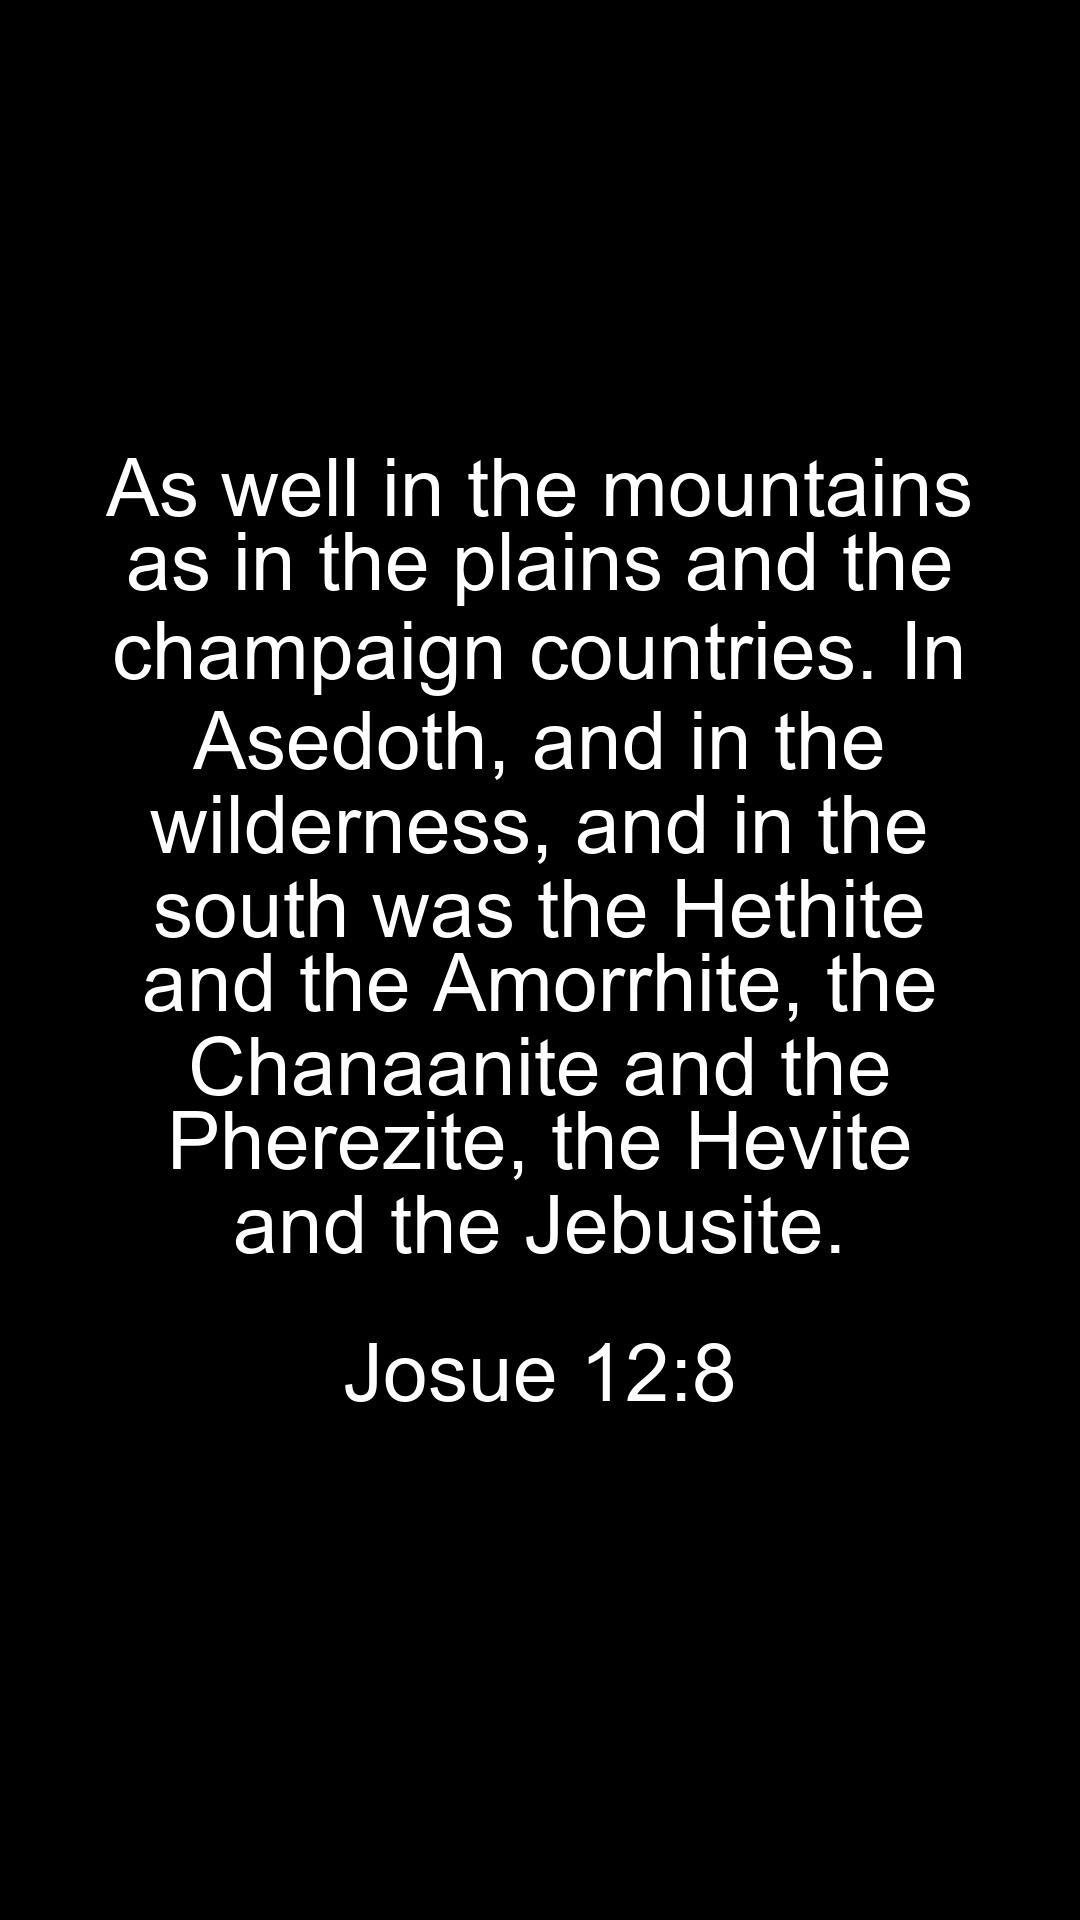 As well in the mountains
as in the plains and the
champaign countries. In
Asedoth, and in the
wilderness, and in the
south was the Hethite
and the Amorrhite, the
Chanaanite and the
Pherezite, the Hevite
and the Jebusite.
Josue 12:8